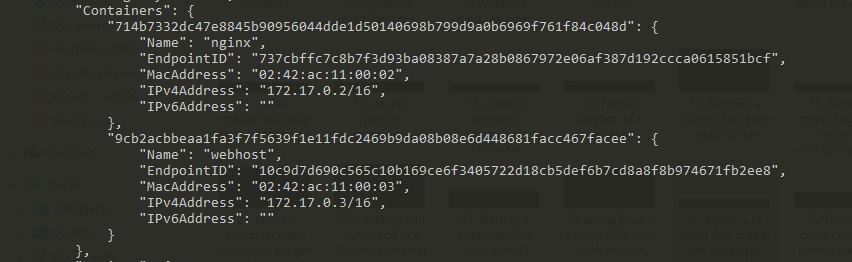 "Containers": {
"714b7332dc47e8845b90956044dde1d50140698b799d9a0b6969f761f84c048d": {
"Name": "nginx",
"EndpointID": "737cbffc7c8b7f3d93ba08387a7a28b0867972e06af387d192ccca0615851bcf",
"MacAddress": "02:42:ac:11:00:02",
"IPv4Address": "172.17.0.2/16",
"IPv6Address": ""
},
"9cb2acbbeaa1fa3f7f5639f1e11fdc2469b9da08b08e6d448681facc467facee": {
"Name": "webhost",
"EndpointID": "10c9d7d690c565c10b169ce6f3405722d18cb5def6b7cd8a8f8b974671fb2ee8",
"MacAddress": "02:42:ac:11:00:03",
"IPv4Address": "172.17.0.3/16",
"IPv6Address": ""
}
},